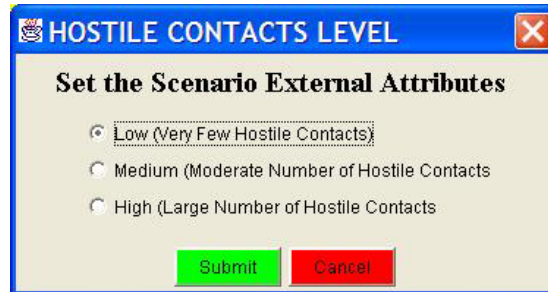 HOSTILE CONTACTS LEVEL
Set the Scenario External Attributes
Low (Very Few Hostile Contacts)
Medium (Moderate Number of Hostile Contacts
High (Large Number of Hostile Contacts
Submit Cancel